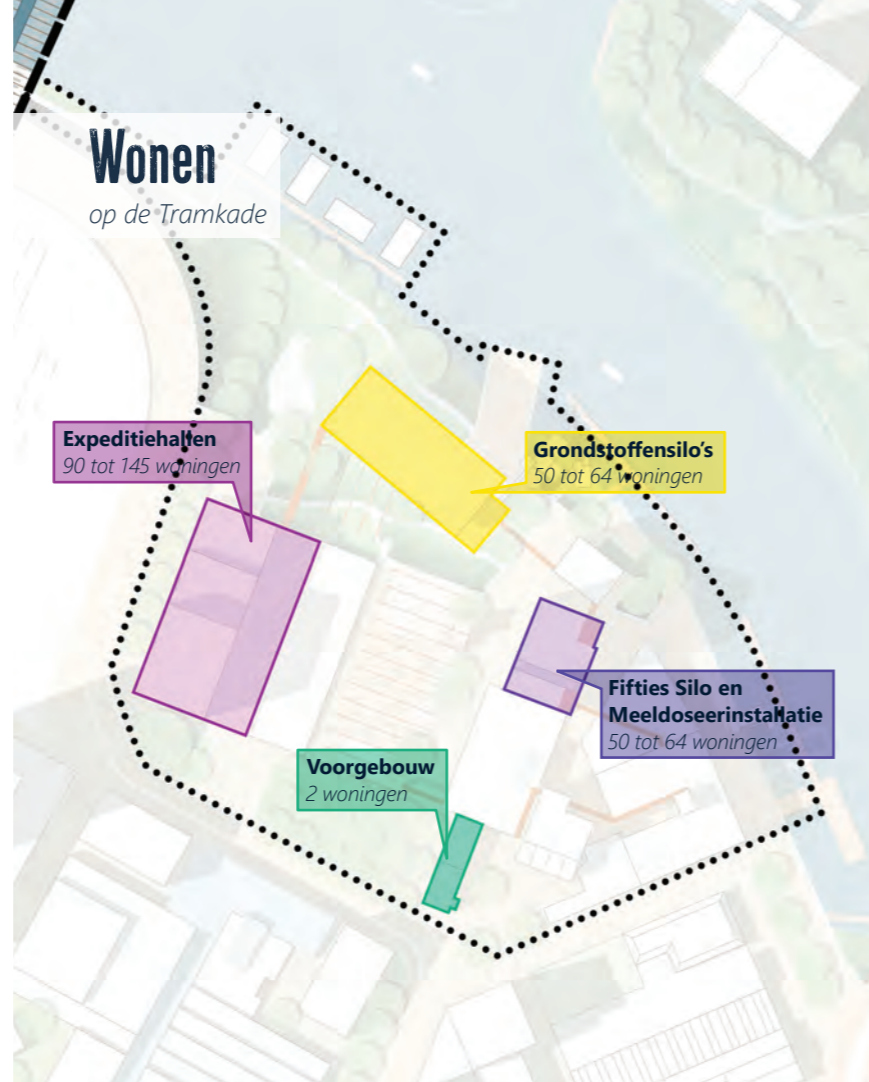 Wonen
op de Tramkade
Expeditiehallen
90 tot 145 woningen
Grondstoffensilo's
50 tot 64 woningen
Fifties Silo en
Meeldoseerinstallatie
50 tot 64 woningen
Voorgebouw
2 woningen